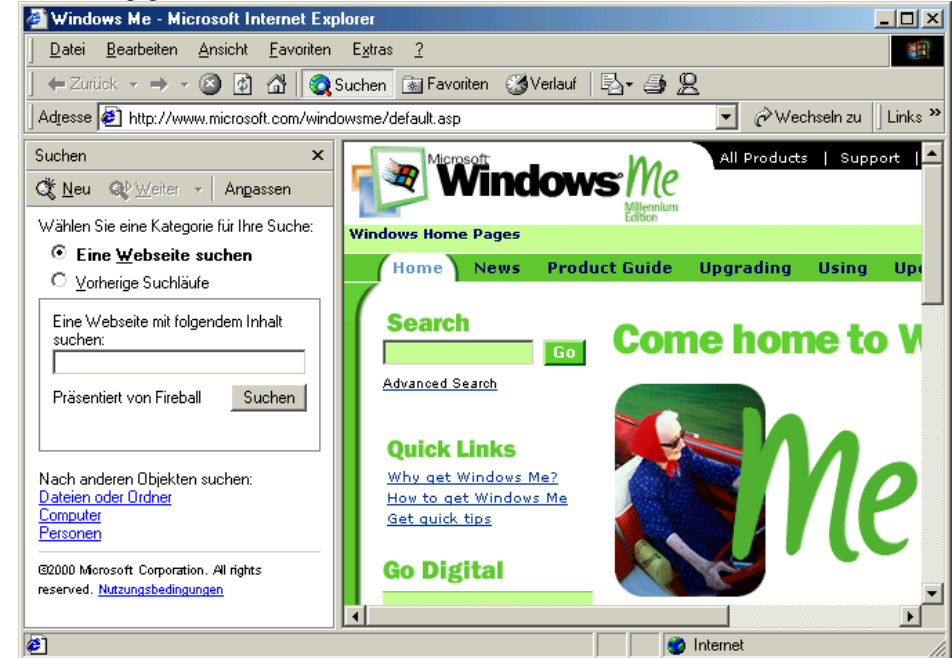 Windows Me - Microsoft Internet Explorer
Datei Bearbeiten Ansicht Favoriten Extras ?
Zurück Suchen Favoriten Verlauf
Adresse http://www.microsoft.com/windowsme/default.asp Wechseln zu Links »
Suchen
Neu Weiter Anpassen
Wählen Sie eine Kategorie für Ihre Suche:
Eine Webseite suchen
Vorherige Suchläufe
Eine Webseite mit folgendem Inhalt
suchen:
Präsentiert von Fireball Suchen
Nach anderen Objekten suchen:
Dateien oder Ordner
Computer
Personen
©2000 Microsoft Corporation. All rights
reserved. Nutzungsbedingungen
All Products | Support |
Microsoft
Windows Me
Millennium
Edition
Windows Home Pages
Home News Product Guide Upgrading Using
Search
Go
Advanced Search
Come home to W
Quick Links
Why get Windows Me?
How to get Windows Me
Get quick tips
Me
Go Digital
Internet